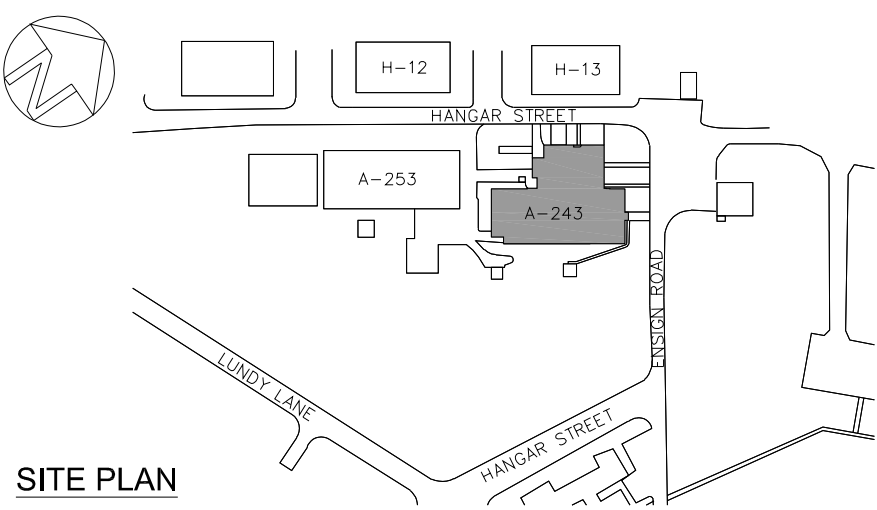 N
H-12
H-13
HANGAR STREET
A-253
A-243
ENSIGN ROAD
LUNDY LANE
HANGAR STREET
SITE PLAN